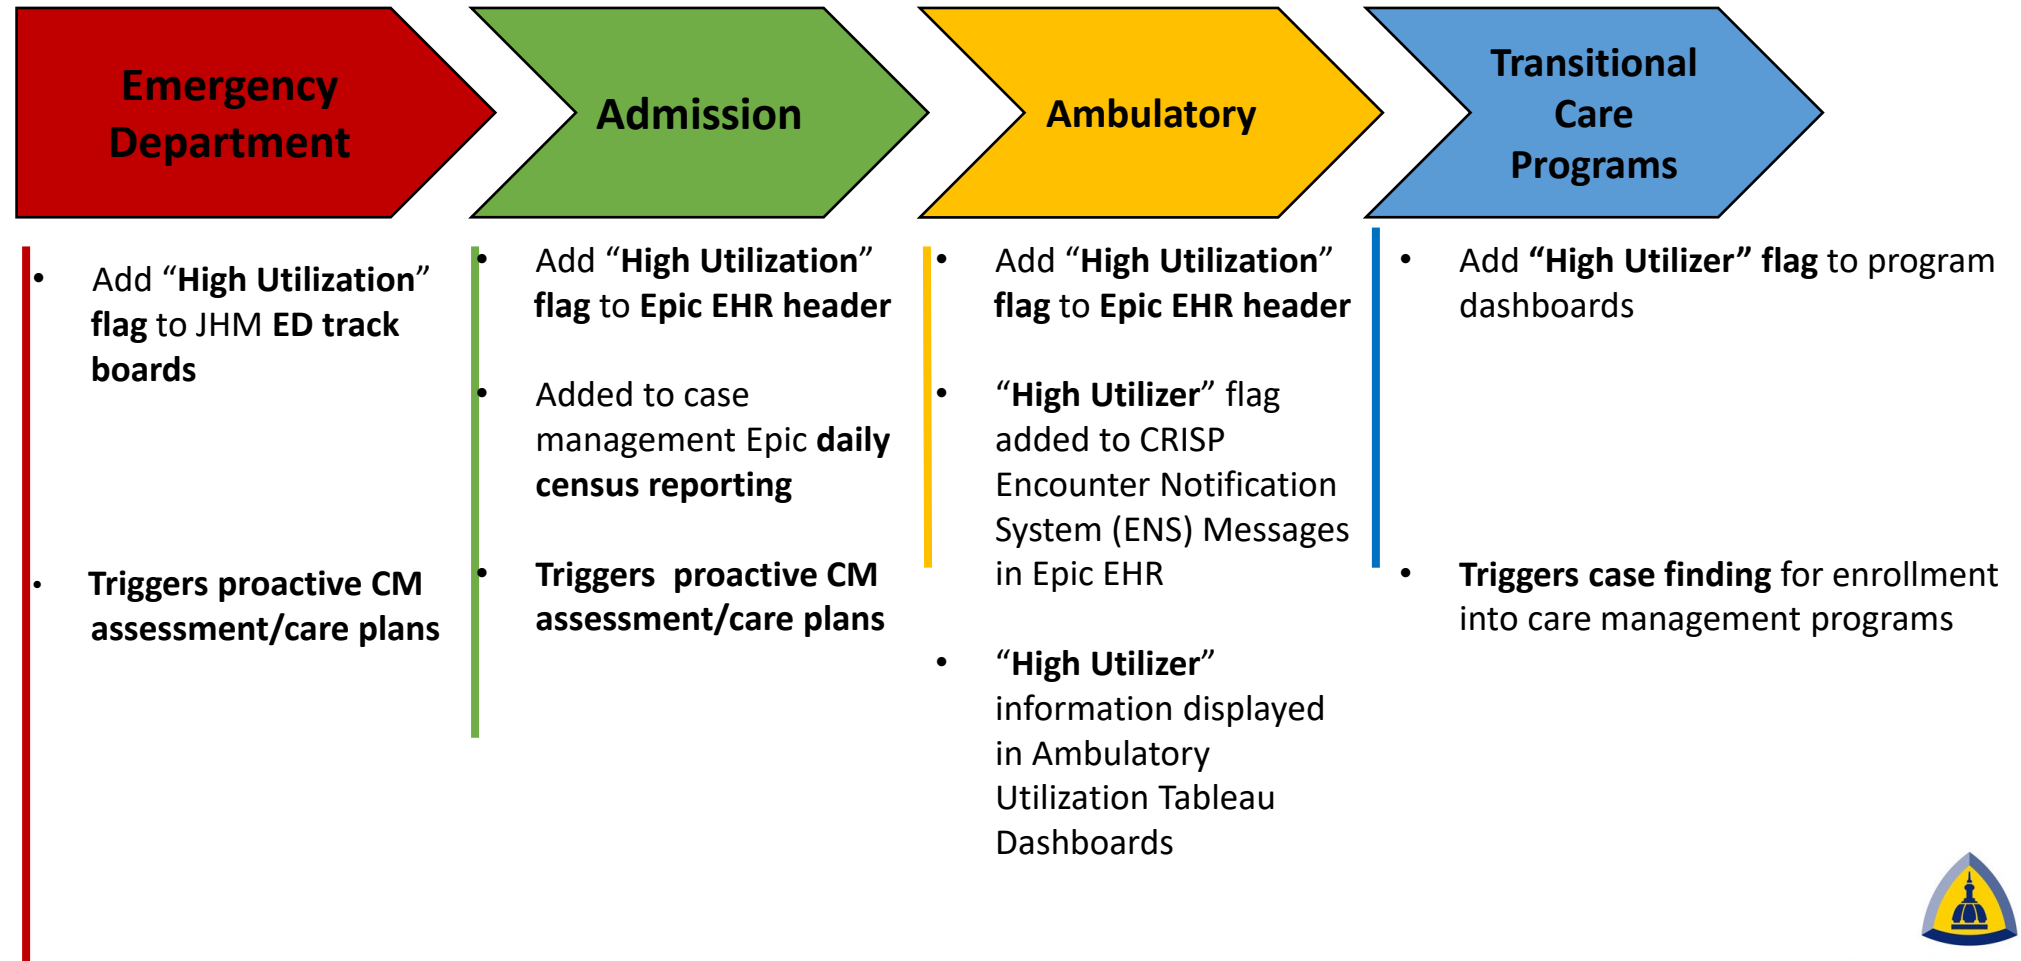 Emergency
Department
Admission
Ambulatory
Transitional
Care
Programs
• Add “High Utilization”
flag to JHM ED track
boards
• Triggers proactive CM
assessment/care plans
• Add “High Utilization”
flag to Epic EHR header
• Added to case
management Epic daily
census reporting
• Triggers proactive CM
assessment/care plans
• Add “High Utilization”
flag to Epic EHR header
• “High Utilizer” flag
added to CRISP
Encounter Notification
System (ENS) Messages
in Epic EHR
• “High Utilizer”
information displayed
in Ambulatory
Utilization Tableau
Dashboards
• Add “High Utilizer” flag to program
dashboards
• Triggers case finding for enrollment
into care management programs